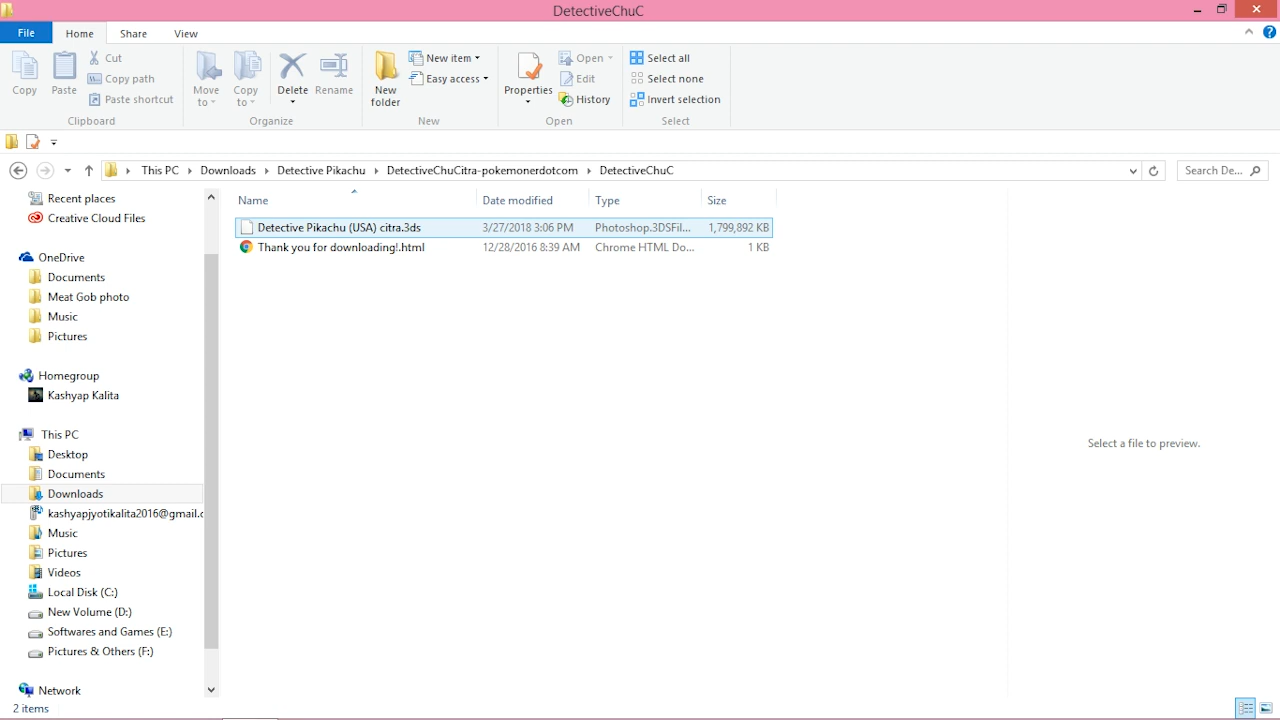 DetectiveChuC
File Home Share View
Copy
Paste
Cut
Copy path
Paste shortcut
Clipboard
Move to
Copy to
Delete
Rename
Organize
New folder
New item
Easy access
New
Properties
Open
Edit
History
Open
Select all
Select none
Invert selection
Select
This PC Downloads Detective Pikachu DetectiveChuCitra-pokemonerdotcom DetectiveChuC
Search De...
Recent places
Creative Cloud Files
OneDrive
Documents
Meat Gob photo
Music
Pictures
Homegroup
Kashyap Kalita
This PC
Desktop
Documents
Downloads
kashyapjyotikalita2016@gmail.c
Music
Pictures
Videos
Local Disk (C:)
New Volume (D:)
Softwares and Games (E:)
Pictures & Others (F:)
Network
Name Date modified Type Size
Detective Pikachu (USA) citra.3ds 3/27/2018 3:06 PM Photoshop.3DSFil... 1,799,892 KB
Thank you for downloading!.html 12/28/2016 8:39 AM Chrome HTML Do... 1 KB
Select a file to preview.
2 items